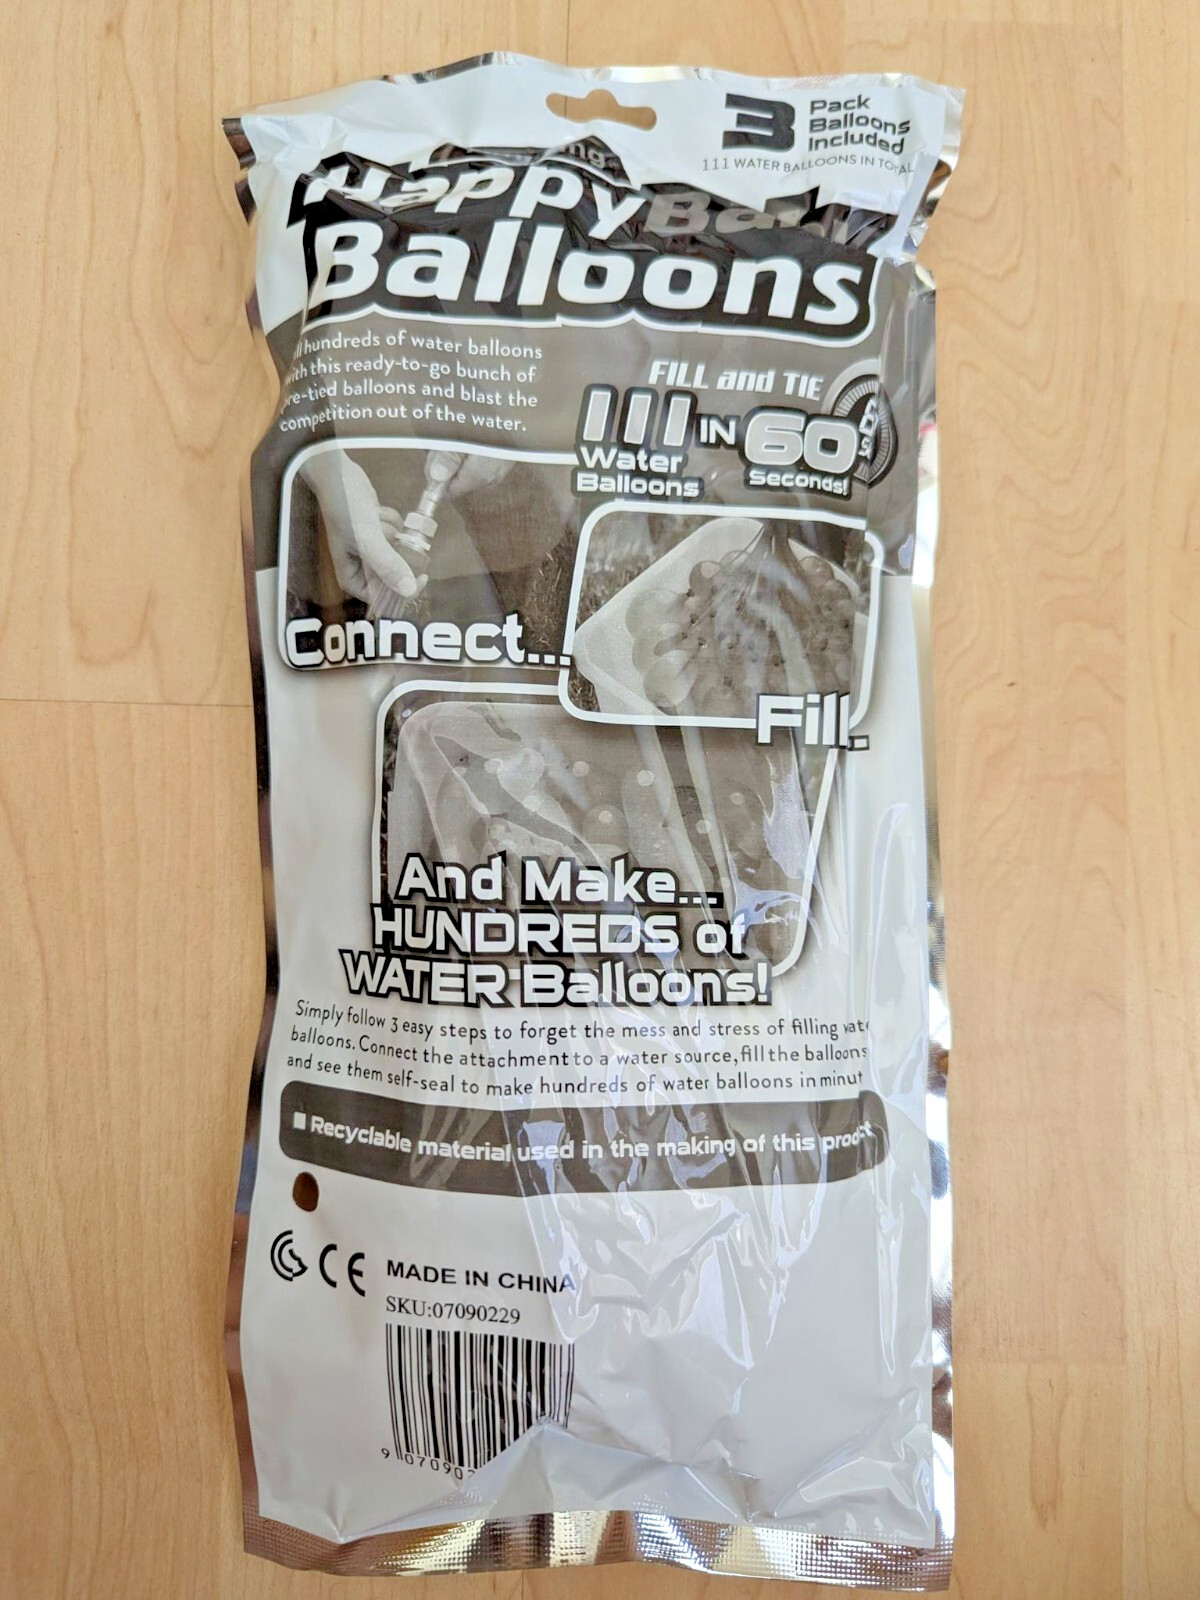 3 Pack
Balloons
Included
111 WATER BALLOONS IN TOTAL
Happy
Balloons
hundreds of water balloons
with this ready-to-go bunch of
pre-tied balloons and blast the
competition out of the water.
FILL and TIE
111 IN 60
Water
Balloons
Seconds!
Connect...
Fill...
And Make...
HUNDREDS of
WATER Balloons!
Simply follow 3 easy steps to forget the mess and stress of filling wate
balloons. Connect the attachment to a water source, fill the balloons
and see them self-seal to make hundreds of water balloons in minut
Recyclable material used in the making of this
CE
MADE IN CHINA
SKU:07090229
9 07090